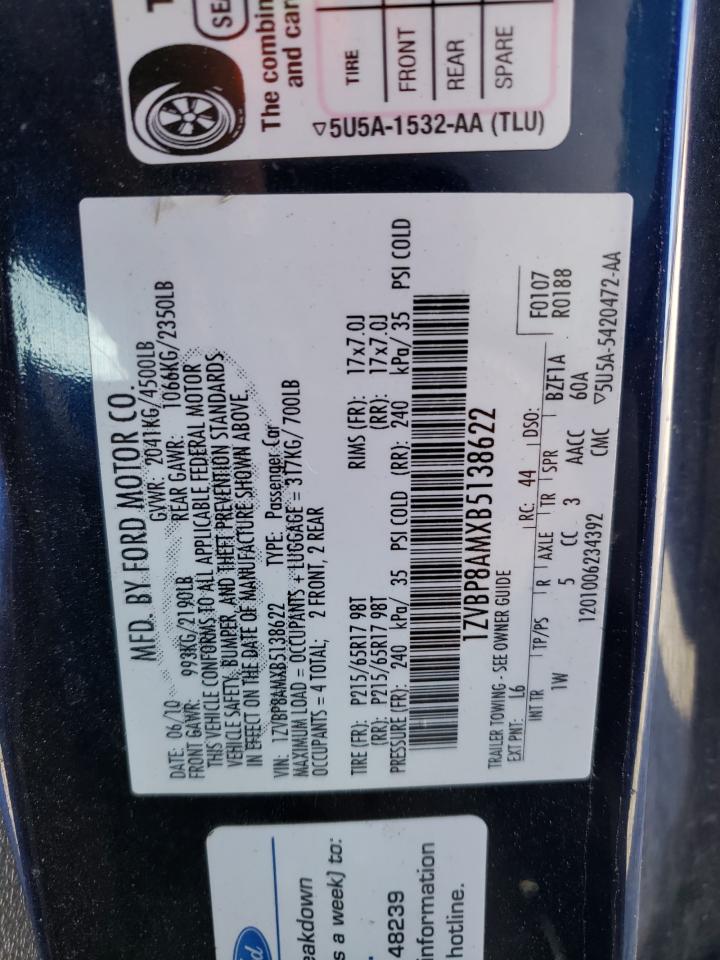 SE
The combin
and car
TIRE
FRONT
REAR
SPARE
▽5U5A-1532-AA (TLU)
MFD. BY FORD MOTOR CO.
DATE: 06/10 GVWR: 2041KG/4500LB
FRONT GAWR: 993KG/2190LB REAR GAWR: 1066KG/2350LB
THIS VEHICLE CONFORMS TO ALL APPLICABLE FEDERAL MOTOR
VEHICLE SAFETY, BUMPER, AND THEFT PREVENTION STANDARDS
IN EFFECT ON THE DATE OF MANUFACTURE SHOWN ABOVE.
VIN: 1ZVBP8AMXB5138622 TYPE: Passenger Car
MAXIMUM LOAD = OCCUPANTS + LUGGAGE = 317KG/700LB
OCCUPANTS = 4 TOTAL; 2 FRONT, 2 REAR
TIRE (FR): P215/65R17 98T RIMS (FR): 17x7.0J
(RR): P215/65R17 98T (RR): 17x7.0J
PRESSURE (FR): 240 kPa/ 35 PSI COLD (RR): 240 kPa/ 35 PSI COLD
1ZVBP8AMXB5138622
TRAILER TOWING - SEE OWNER GUIDE
EXT PNT: L6 RC: 44 DSO: F0107
INT TR TP/PS R AXLE TR SPR BZF1A R0188
1W 5 CC 3 AACC 60A
1201006234392 CMC ▽5U5A-5420472-AA
eakdown
s a week) to:
48239
information
hotline.